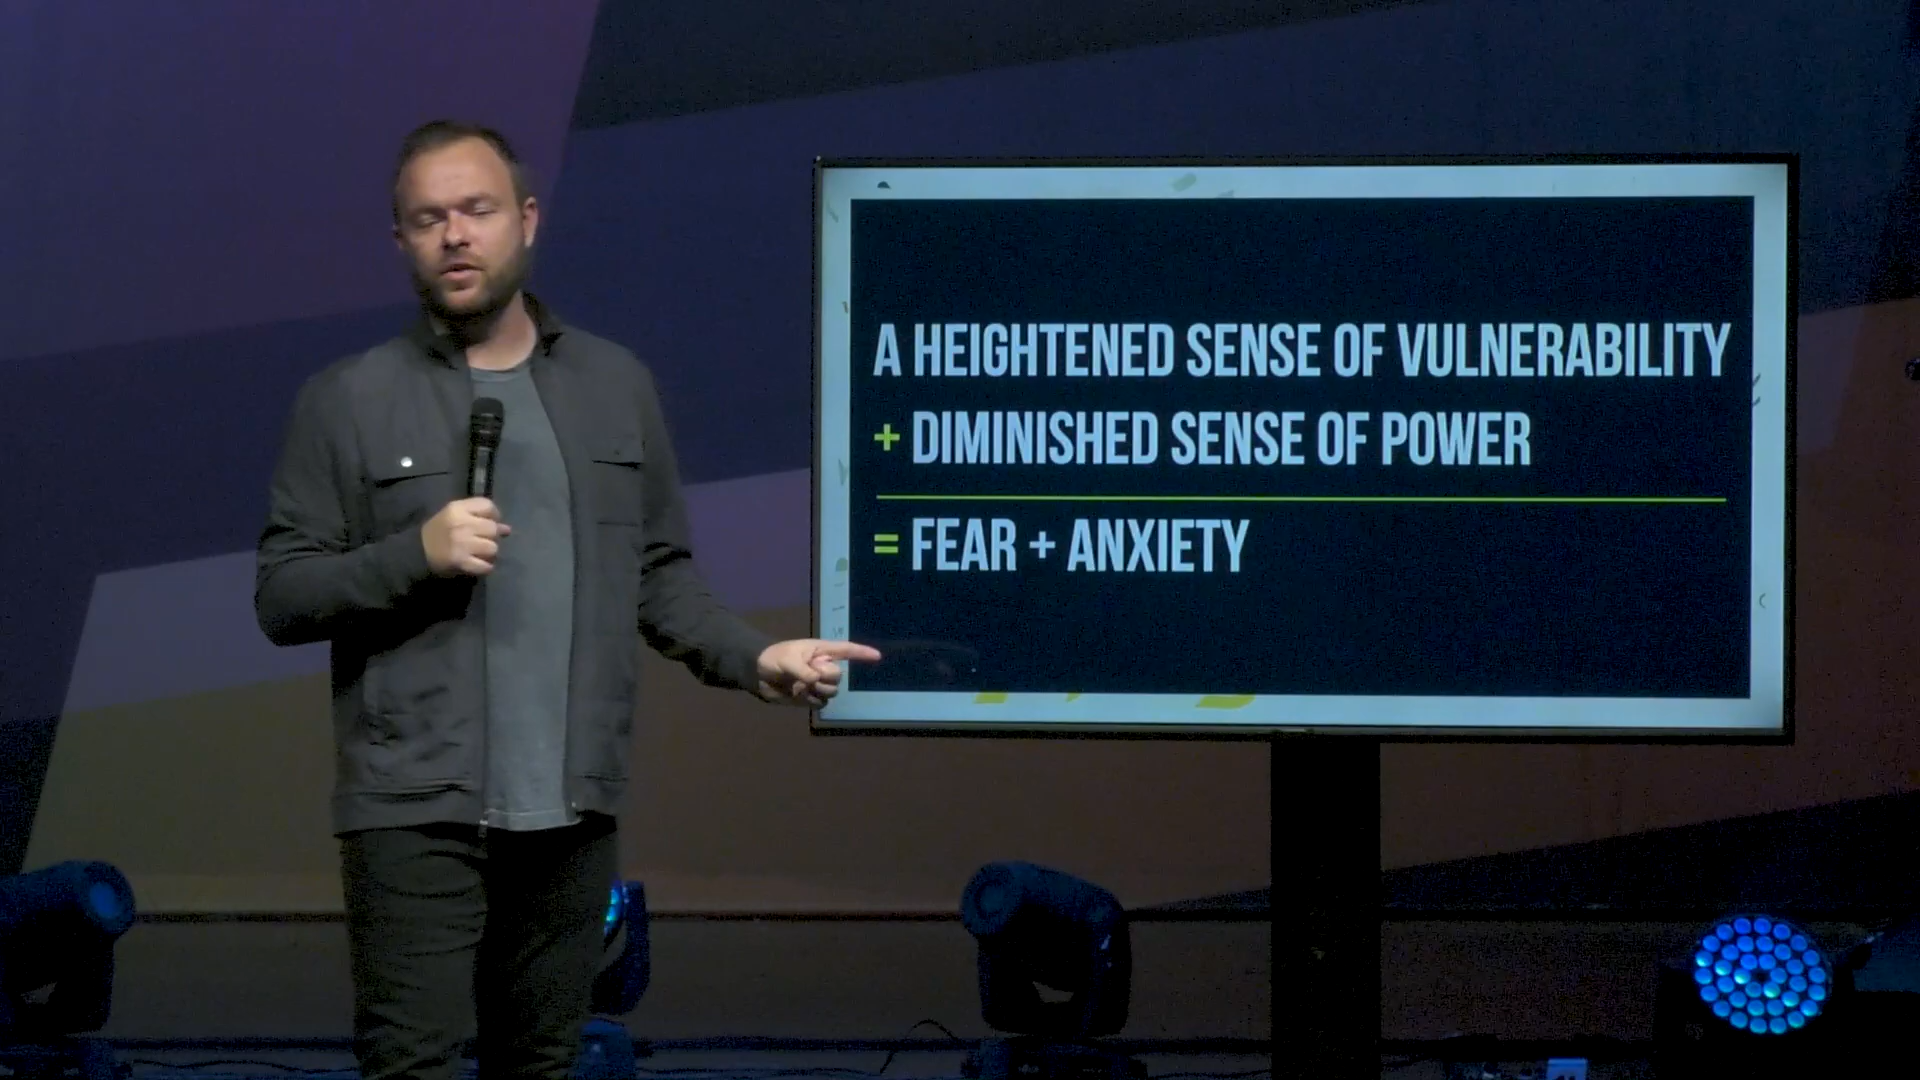 A HEIGHTENED SENSE OF VULNERABILITY
+ DIMINISHED SENSE OF POWER
= FEAR + ANXIETY